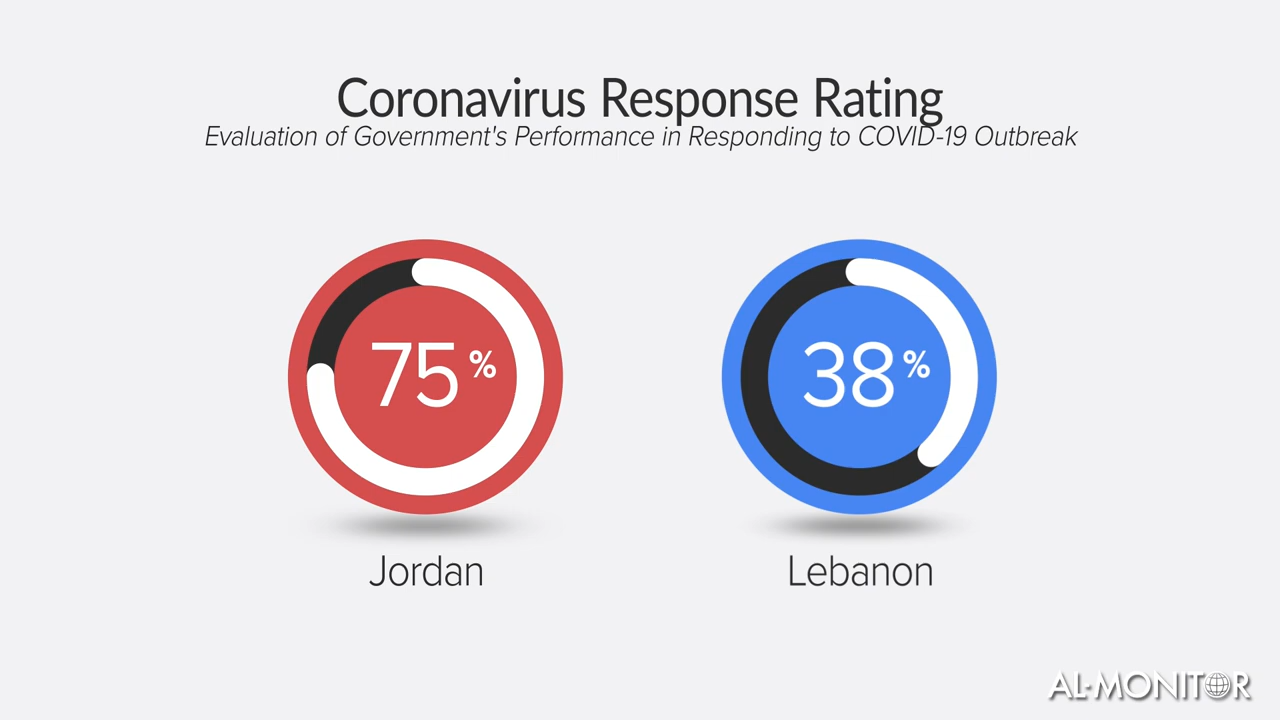 Coronavirus Response Rating
Evaluation of Government's Performance in Responding to COVID-19 Outbreak
75%
38%
Jordan
Lebanon
AL-MONITOR